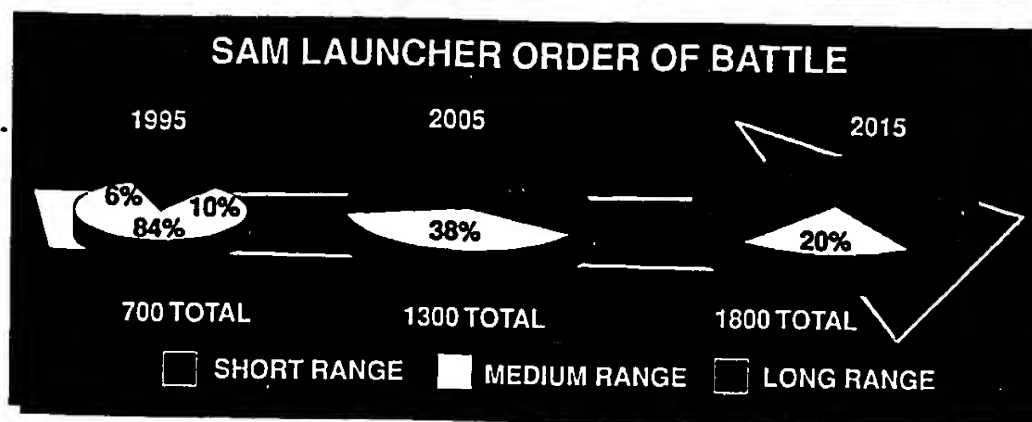 SAM LAUNCHER ORDER OF BATTLE
1995 2005 2015
6% 10%
84% 38% 20%
700 TOTAL 1300 TOTAL 1800 TOTAL
SHORT RANGE MEDIUM RANGE LONG RANGE